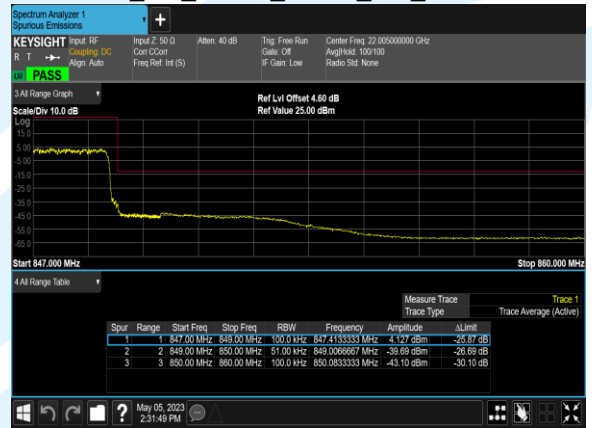 Spectrum Analyzer 1
Spurious Emissions
+
KEYSIGHT Input: RF Input Z: 50 Ω Atten: 40 dB Trig: Free Run Center Freq: 22.005000000 GHz
R T Coupling: DC Corr CCorr Gate: Off Avg|Hold: 100/100
Align: Auto Freq Ref: Int (S) IF Gain: Low Radio Std: None
PASS
3 All Range Graph
Ref Lvl Offset 4.60 dB
Scale/Div 10.0 dB Ref Value 25.00 dBm
Log
15.0
5.00
-5.00
-15.0
-25.0
-35.0
-45.0
-55.0
-65.0
Start 847.000 MHz Stop 860.000 MHz
4 All Range Table
Measure Trace Trace 1
Trace Type Trace Average (Active)
Spur Range Start Freq Stop Freq RBW Frequency Amplitude ΔLimit
1 1 847.00 MHz 849.00 MHz 100.0 kHz 847.4133333 MHz 4.127 dBm -25.87 dB
2 2 849.00 MHz 850.00 MHz 51.00 kHz 849.0066667 MHz -39.69 dBm -26.69 dB
3 3 850.00 MHz 860.00 MHz 100.0 kHz 850.0833333 MHz -43.10 dBm -30.10 dB
?
May 05, 2023
2:31:49 PM